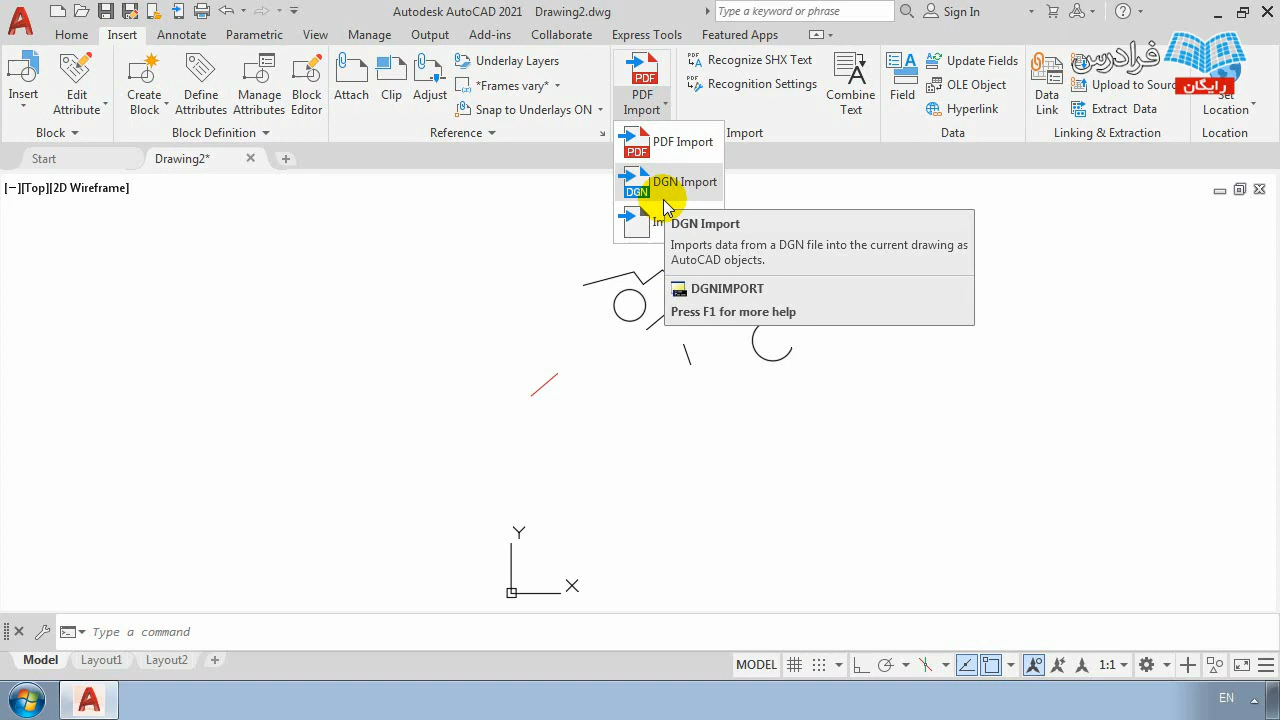 Autodesk AutoCAD 2021 Drawing2.dwg
Type a keyword or phrase
Sign In
Home Insert Annotate Parametric View Manage Output Add-ins Collaborate Express Tools Featured Apps
Insert
Edit Attribute
Block
Create Block
Define Attributes
Manage Attributes
Block Editor
Block Definition
Attach
Clip
Adjust
Underlay Layers
*Frames vary*
Snap to Underlays ON
Reference
PDF
PDF Import
Recognize SHX Text
Recognition Settings
Combine Text
Import
Field
Update Fields
OLE Object
Hyperlink
Data
Data Link
Upload to Sour
Extract Data
Set Location
Location
فرادرس
رایگان
Start
Drawing2*
[−][Top][2D Wireframe]
PDF
PDF Import
DGN
DGN Import
DGN Import
Imports data from a DGN file into the current drawing as
AutoCAD objects.
DGNIMPORT
Press F1 for more help
Y
X
Type a command
Model Layout1 Layout2
MODEL
1:1
EN